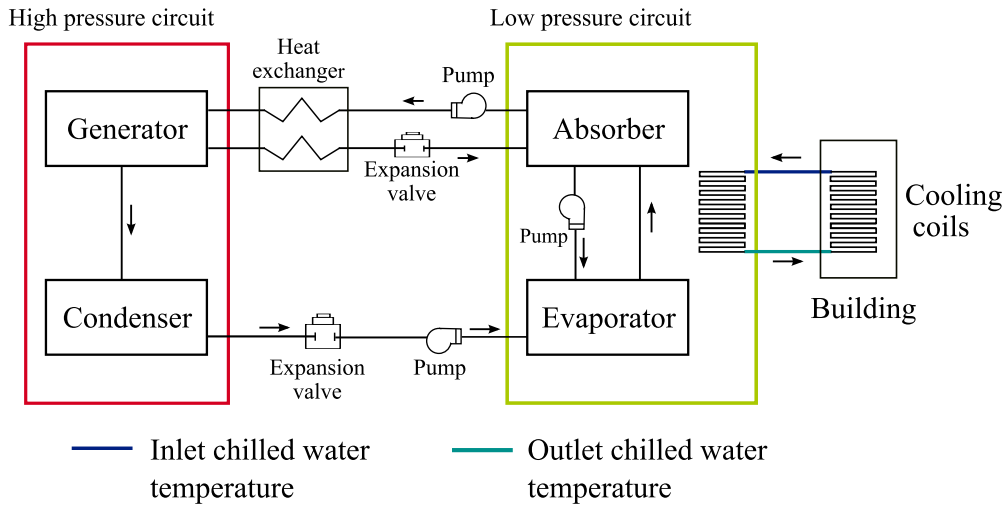 High pressure circuit
Low pressure circuit
Heat
exchanger
Pump
Generator
Absorber
Expansion
valve
Cooling
coils
Pump
Condenser
Evaporator
Building
Expansion
valve
Pump
Inlet chilled water
temperature
Outlet chilled water
temperature